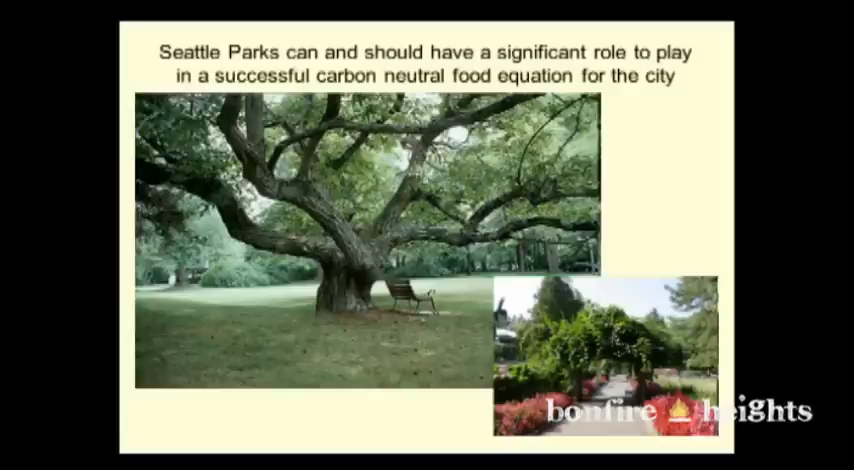 Seattle Parks can and should have a significant role to play
in a successful carbon neutral food equation for the city
bonfire heights